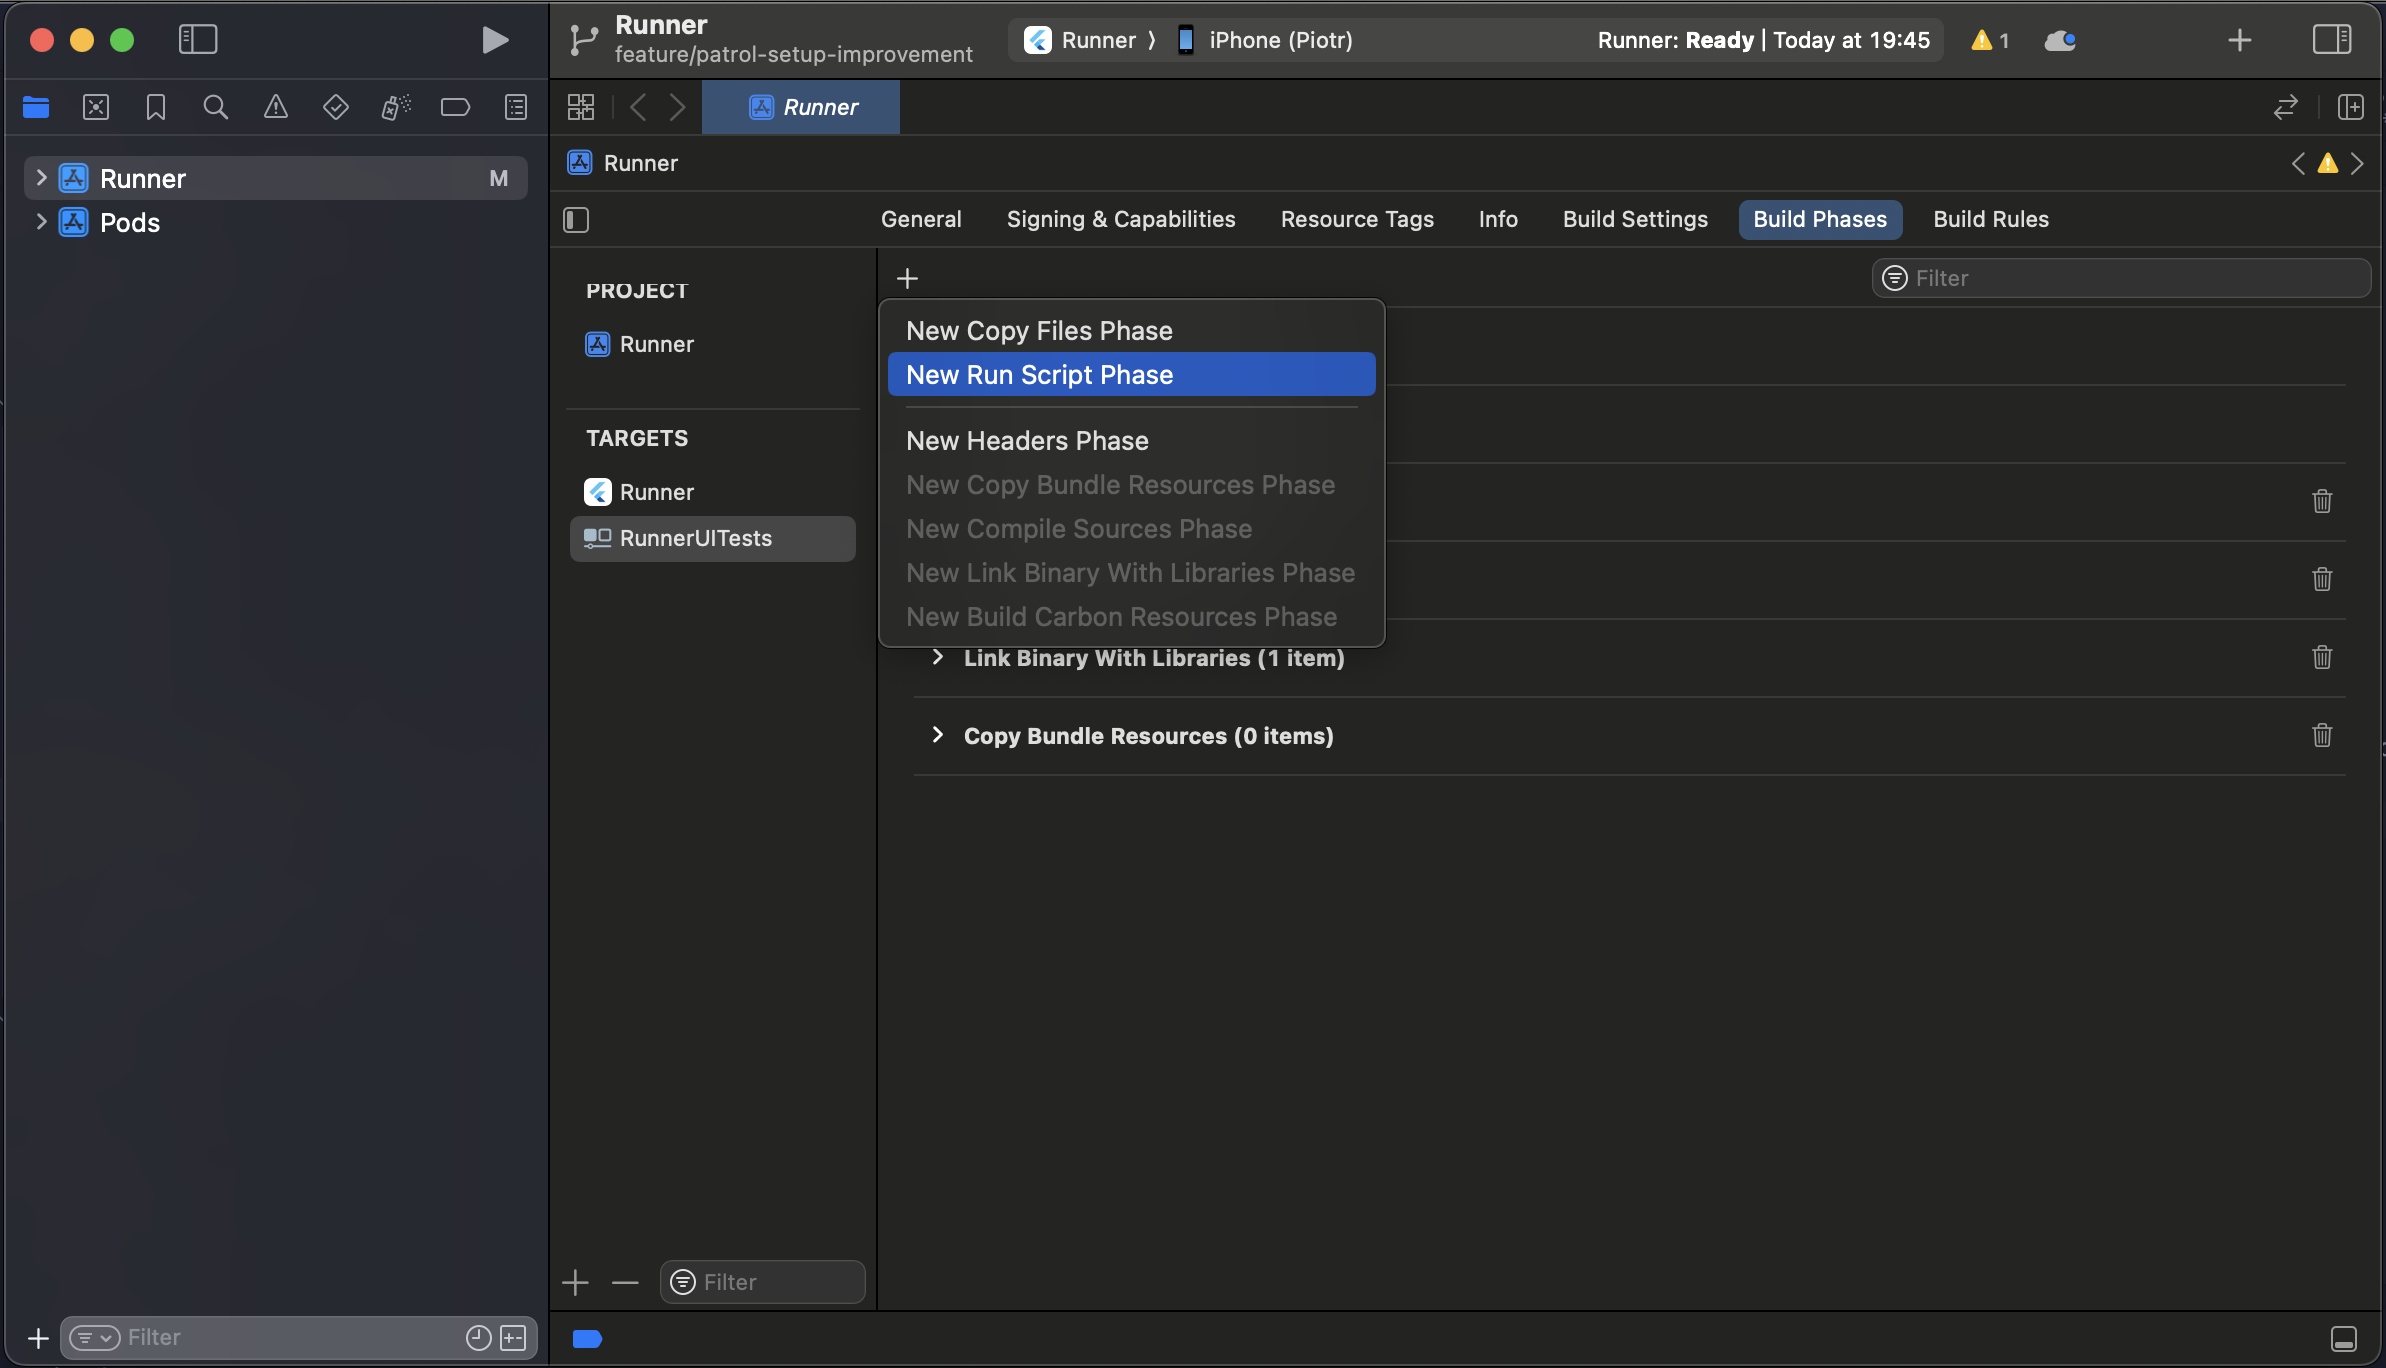 Runner
feature/patrol-setup-improvement
Runner
iPhone (Piotr)
Runner: Ready | Today at 19:45
1
Runner
Runner
M
Pods
Runner
General
Signing & Capabilities
Resource Tags
Info
Build Settings
Build Phases
Build Rules
PROJECT
Runner
TARGETS
Runner
RunnerUITests
Filter
New Copy Files Phase
New Run Script Phase
New Headers Phase
New Copy Bundle Resources Phase
New Compile Sources Phase
New Link Binary With Libraries Phase
New Build Carbon Resources Phase
Link Binary With Libraries (1 item)
Copy Bundle Resources (0 items)
Filter
Filter